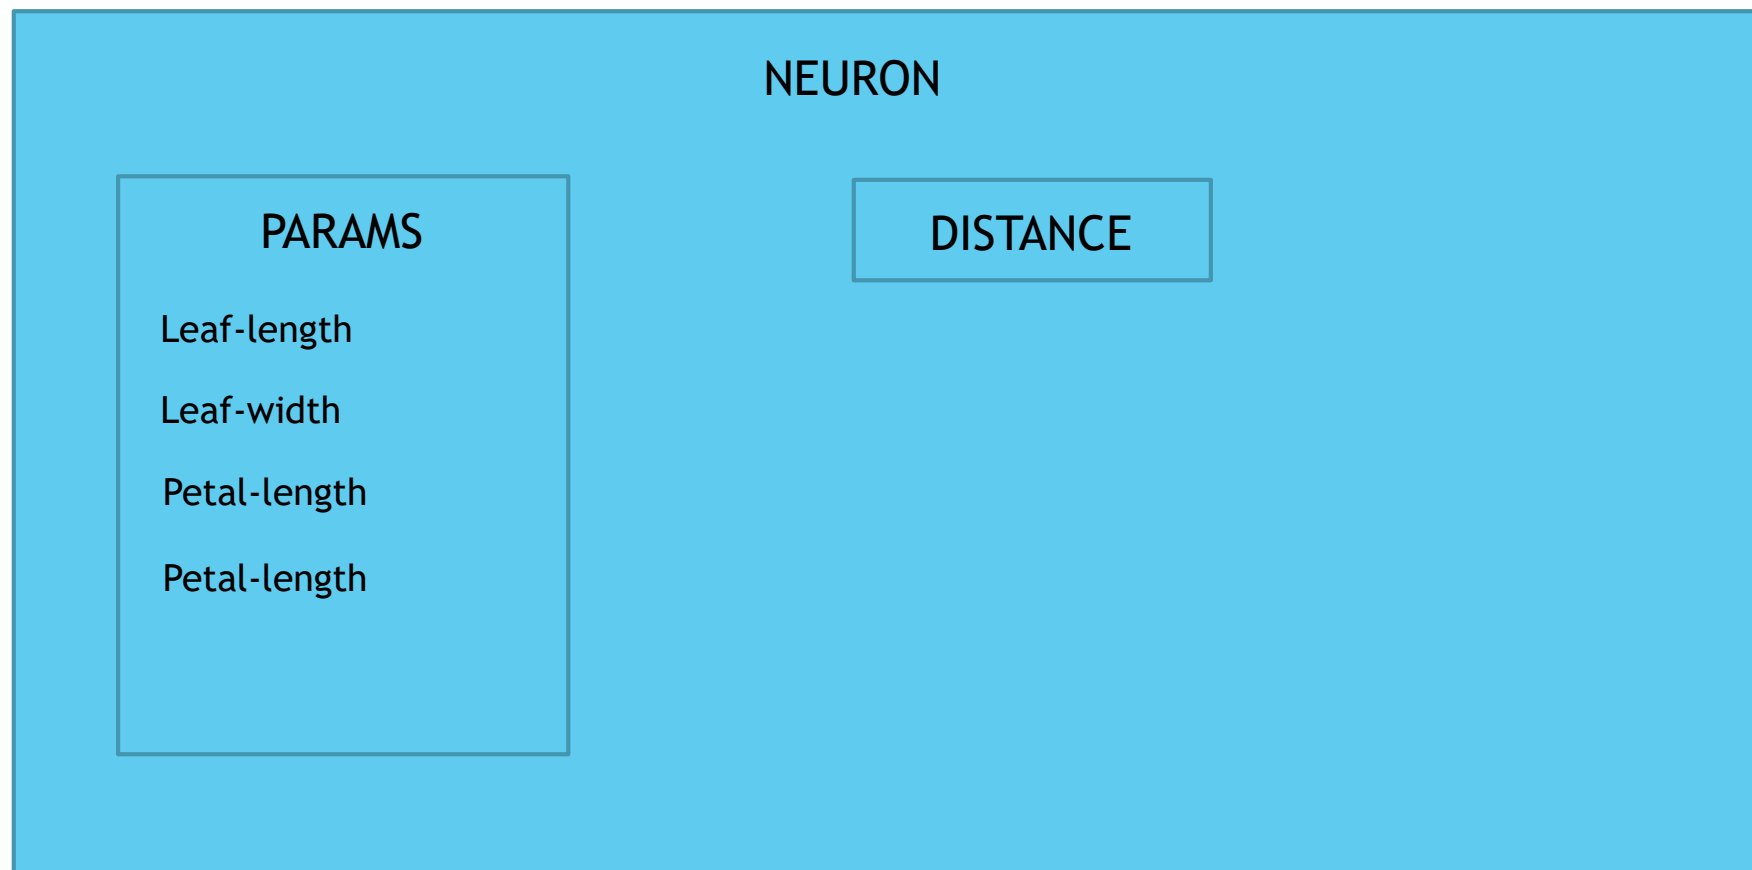 NEURON
PARAMS
Leaf-length
Leaf-width
Petal-length
Petal-length
DISTANCE